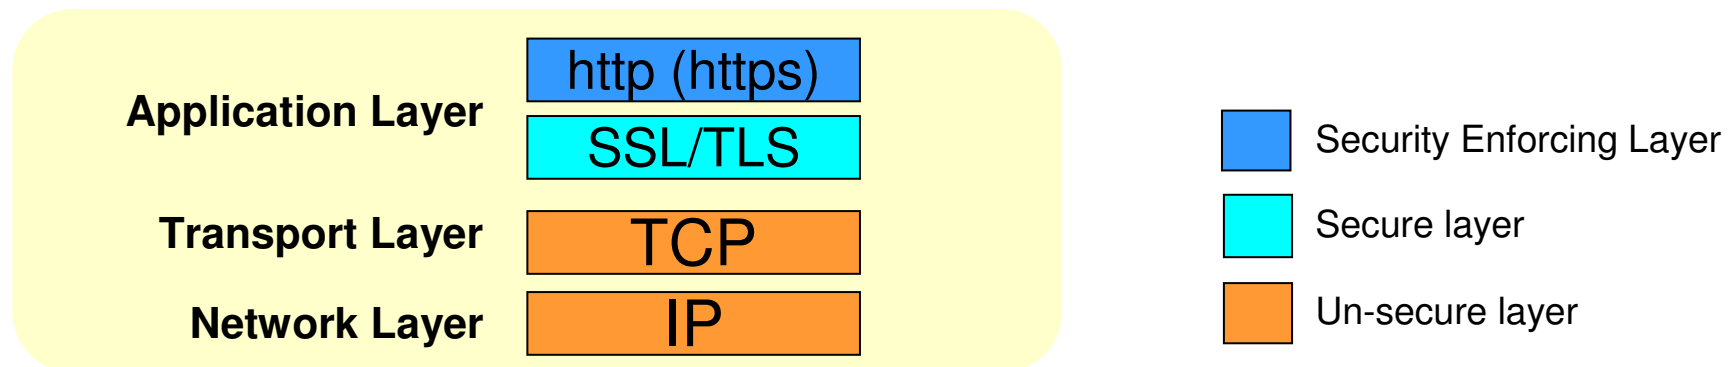 http (https)
Application Layer
SSL/TLS
Transport Layer
TCP
Network Layer
IP
Security Enforcing Layer
Secure layer
Un-secure layer